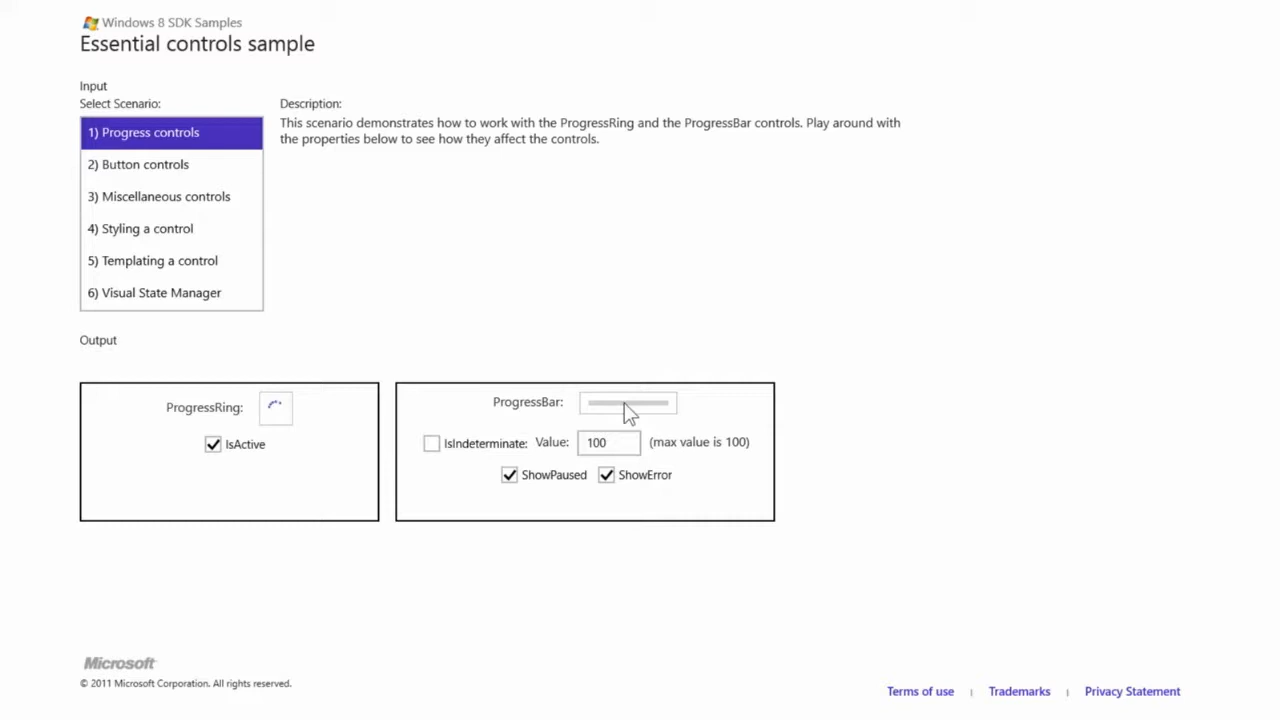 Windows 8 SDK Samples
Essential controls sample
Input
Select Scenario:
Description:
1) Progress controls
2) Button controls
3) Miscellaneous controls
4) Styling a control
5) Templating a control
6) Visual State Manager
This scenario demonstrates how to work with the ProgressRing and the ProgressBar controls. Play around with
the properties below to see how they affect the controls.
Output
ProgressRing:
IsActive
ProgressBar:
IsIndeterminate: Value: 100 (max value is 100)
ShowPaused ShowError
Microsoft
© 2011 Microsoft Corporation. All rights reserved.
Terms of use | Trademarks | Privacy Statement